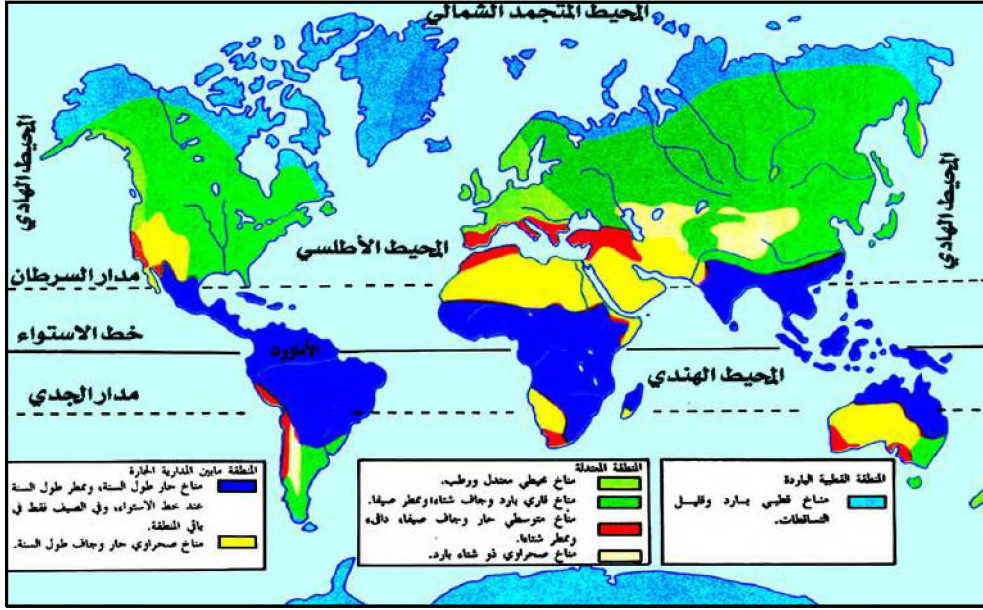 المحيط المتجمد الشمالي
المحيط الهادي
المحيط الهادي
المحيط الأطلسي
مدار السرطان
خط الاستواء
الأمازون
المحيط الهندي
مدار الجدي
المنطقة القطبية الباردة
مناخ قطبي بارد وقليل
التساقطات.
المنطقة المعتدلة
مناخ محيطي معتدل ورطب.
مناخ قاري بارد وجاف شتاء، وممطر صيفا.
مناخ متوسطي حار وجاف صيفا، دافىء
وممطر شتاءا.
مناخ صحراوي ذو شتاء بارد.
المنطقة مابين المدارية الحارة
مناخ حار طول السنة، وممطر طول السنة
عند خط الاستواء، وفي الصيف فقط في
باقي المنطقة.
مناخ صحراوي حار وجاف طول السنة.